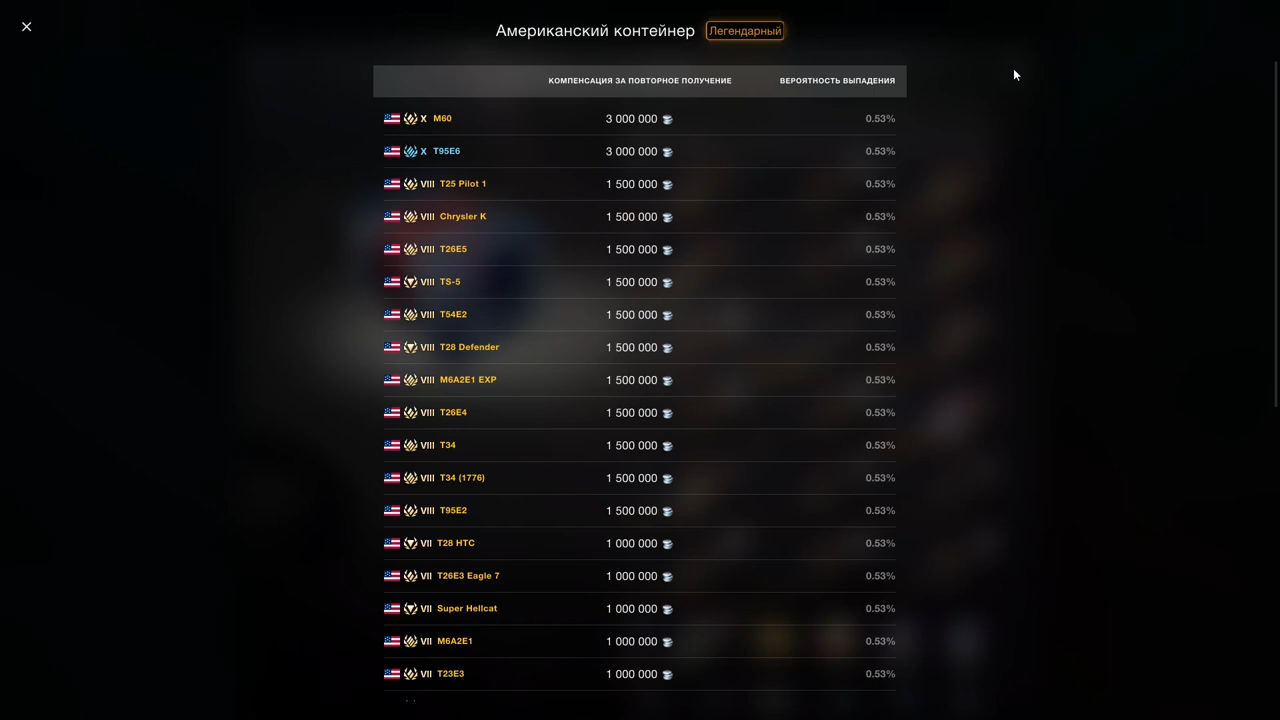 Американский контейнер Легендарный
КОМПЕНСАЦИЯ ЗА ПОВТОРНОЕ ПОЛУЧЕНИЕ ВЕРОЯТНОСТЬ ВЫПАДЕНИЯ
X M60 3 000 000 0.53%
X T95E6 3 000 000 0.53%
VIII T25 Pilot 1 1 500 000 0.53%
VIII Chrysler K 1 500 000 0.53%
VIII T26E5 1 500 000 0.53%
VIII TS-5 1 500 000 0.53%
VIII T54E2 1 500 000 0.53%
VIII T28 Defender 1 500 000 0.53%
VIII M6A2E1 EXP 1 500 000 0.53%
VIII T26E4 1 500 000 0.53%
VIII T34 1 500 000 0.53%
VIII T34 (1776) 1 500 000 0.53%
VIII T95E2 1 500 000 0.53%
VII T28 HTC 1 000 000 0.53%
VII T26E3 Eagle 7 1 000 000 0.53%
VII Super Hellcat 1 000 000 0.53%
VII M6A2E1 1 000 000 0.53%
VII T23E3 1 000 000 0.53%